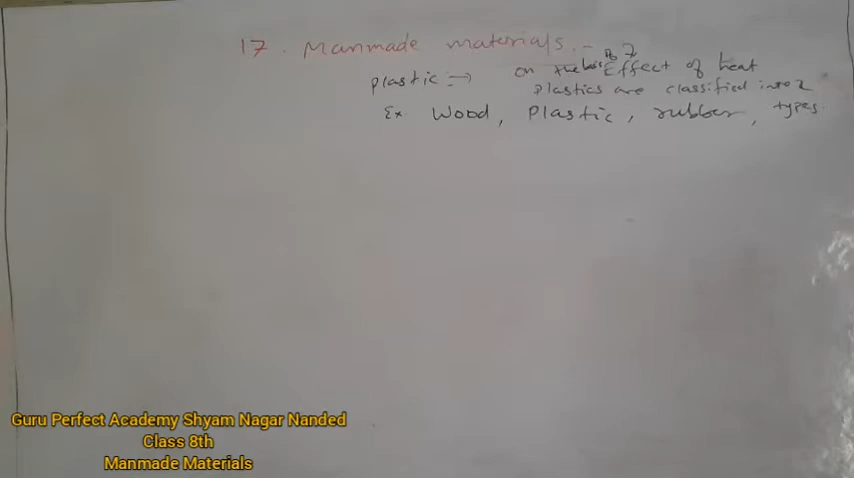 17. Manmade materials.
plastic :→ on the basis of Effect of heat
plastics are classified into 2
Ex Wood, Plastic, rubber, types.
Guru Perfect Academy Shyam Nagar Nanded
Class 8th
Manmade Materials